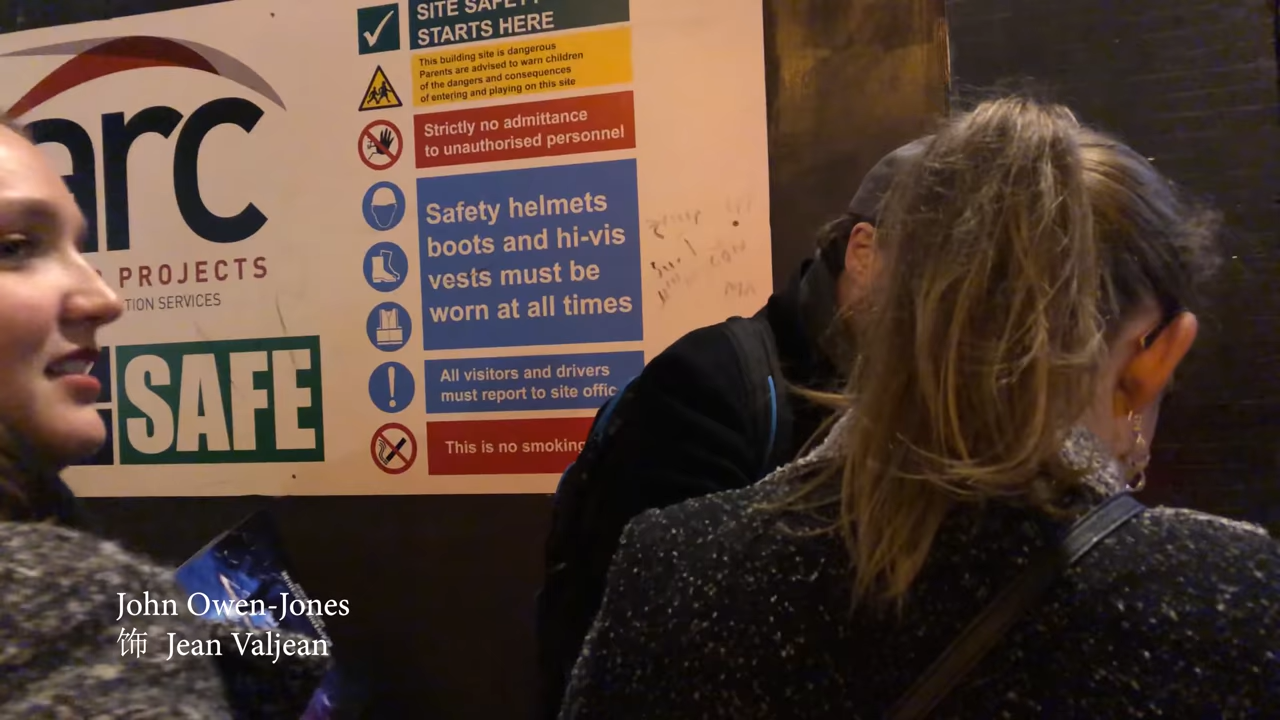 SITE SAFETY
STARTS HERE
This building site is dangerous
Parents are advised to warn children
of the dangers and consequences
of entering and playing on this site
Strictly no admittance
to unauthorised personnel
Safety helmets
boots and hi-vis
vests must be
worn at all times
All visitors and drivers
must report to site offic
This is no smoking
arc
PROJECTS
TION SERVICES
SAFE
John Owen-Jones
饰 Jean Valjean